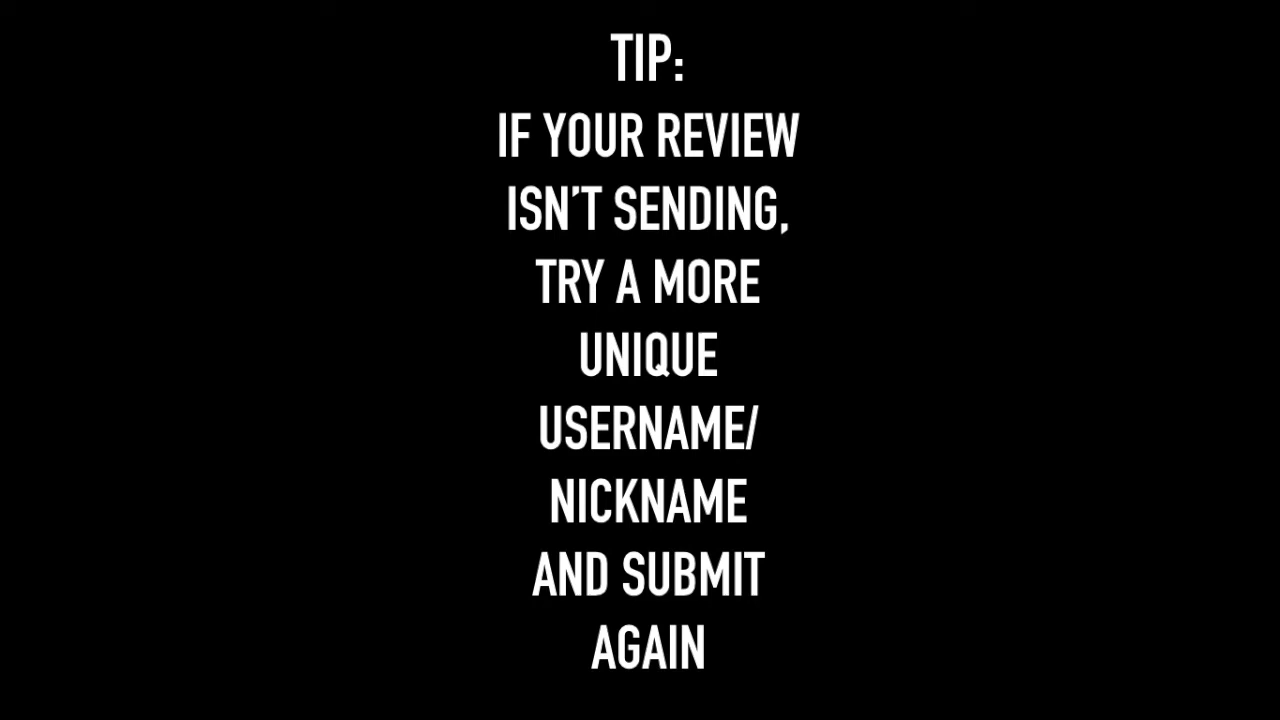 TIP:
IF YOUR REVIEW
ISN’T SENDING,
TRY A MORE
UNIQUE
USERNAME/
NICKNAME
AND SUBMIT
AGAIN